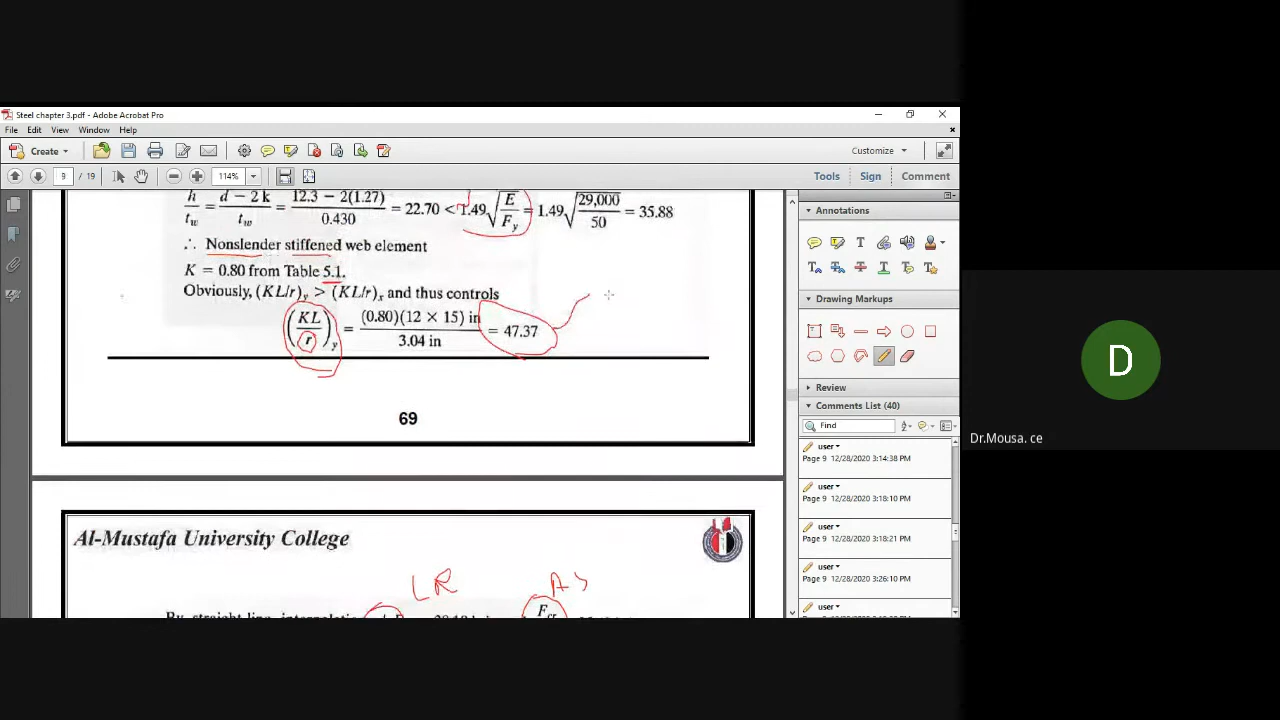 Steel chapter 3.pdf - Adobe Acrobat Pro
File Edit View Window Help
Create
Customize
9 / 19
114%
Tools Sign Comment
h/t_w = (d − 2k)/t_w = (12.3 − 2(1.27))/0.430 = 22.70 < 1.49√(E/F_y) = 1.49√(29,000/50) = 35.88
∴ Nonslender stiffened web element
K = 0.80 from Table 5.1.
Obviously, (KL/r)_y > (KL/r)_x and thus controls
(KL/r)_y = (0.80)(12 × 15) in / 3.04 in = 47.37
69
Al-Mustafa University College
LR
F_cr
Annotations
Drawing Markups
Review
Comments List (40)
Find
user
Page 9 12/28/2020 3:14:38 PM
user
Page 9 12/28/2020 3:18:10 PM
user
Page 9 12/28/2020 3:18:21 PM
user
Page 9 12/28/2020 3:26:10 PM
user
D
Dr.Mousa. ce